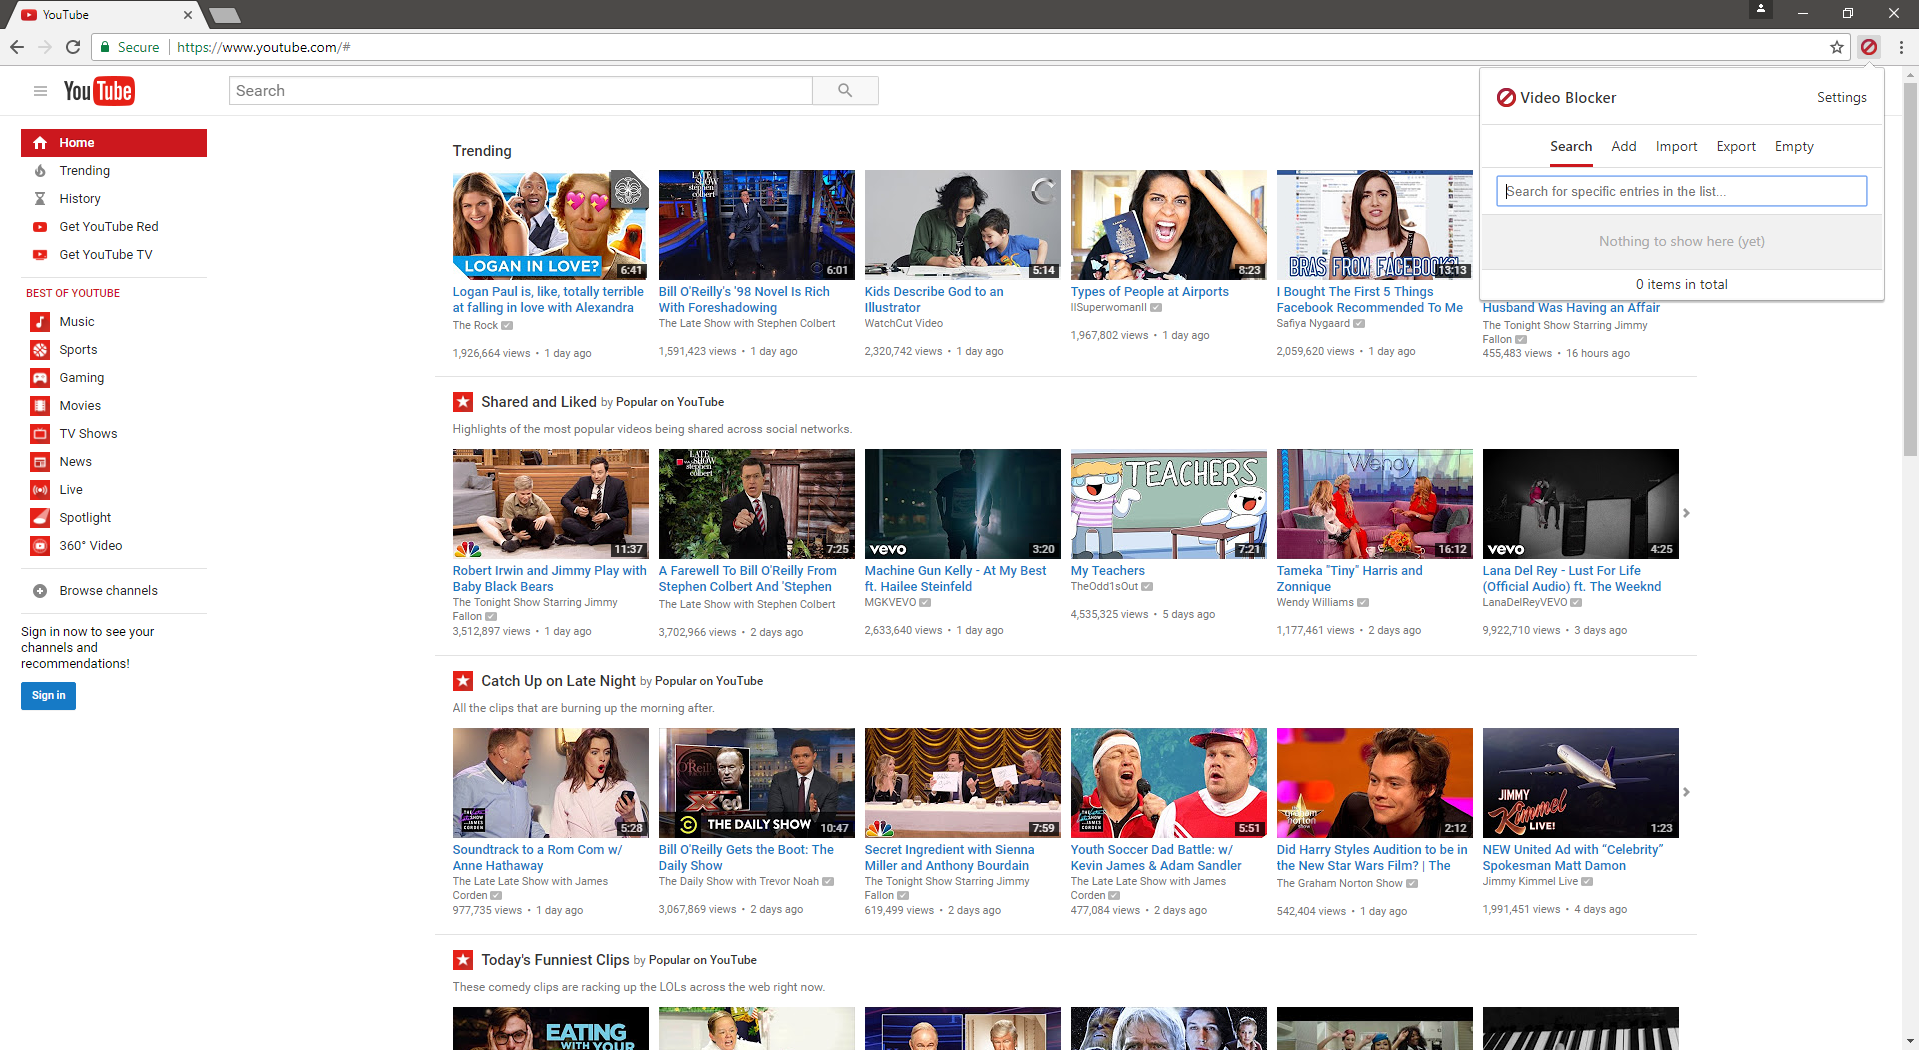 YouTube
Secure
https://www.youtube.com/#
YouTube
Search
Video Blocker
Settings
Search
Add
Import
Export
Empty
Search for specific entries in the list...
Nothing to show here (yet)
0 items in total
Home
Trending
History
Get YouTube Red
Get YouTube TV
BEST OF YOUTUBE
Music
Sports
Gaming
Movies
TV Shows
News
Live
Spotlight
360° Video
Browse channels
Sign in now to see your
channels and
recommendations!
Sign in
Trending
LOGAN IN LOVE?
6:41
Logan Paul is, like, totally terrible
at falling in love with Alexandra
The Rock
1,926,664 views • 1 day ago
LATE SHOW
stephen colbert
6:01
Bill O'Reilly's '98 Novel Is Rich
With Foreshadowing
The Late Show with Stephen Colbert
1,591,423 views • 1 day ago
5:14
Kids Describe God to an
Illustrator
WatchCut Video
2,320,742 views • 1 day ago
8:23
Types of People at Airports
IISuperwomanII
1,967,802 views • 1 day ago
BRAS FROM FACEBOOK?!
13:13
I Bought The First 5 Things
Facebook Recommended To Me
Safiya Nygaard
2,059,620 views • 1 day ago
Husband Was Having an Affair
The Tonight Show Starring Jimmy
Fallon
455,483 views • 16 hours ago
Shared and Liked by Popular on YouTube
Highlights of the most popular videos being shared across social networks.
11:37
Robert Irwin and Jimmy Play with
Baby Black Bears
The Tonight Show Starring Jimmy
Fallon
3,512,897 views • 1 day ago
LATE SHOW
stephen colbert
7:25
A Farewell To Bill O'Reilly From
Stephen Colbert And 'Stephen
The Late Show with Stephen Colbert
3,702,966 views • 2 days ago
vevo
3:20
Machine Gun Kelly - At My Best
ft. Hailee Steinfeld
MGKVEVO
2,633,640 views • 1 day ago
TEACHERS
7:21
My Teachers
TheOdd1sOut
4,535,325 views • 5 days ago
Wendy
16:12
Tameka "Tiny" Harris and
Zonnique
Wendy Williams
1,177,461 views • 2 days ago
vevo
4:25
Lana Del Rey - Lust For Life
(Official Audio) ft. The Weeknd
LanaDelReyVEVO
9,922,710 views • 3 days ago
Catch Up on Late Night by Popular on YouTube
All the clips that are burning up the morning after.
5:28
Soundtrack to a Rom Com w/
Anne Hathaway
The Late Late Show with James
Corden
977,735 views • 1 day ago
THE DAILY SHOW
10:47
Bill O'Reilly Gets the Boot: The
Daily Show
The Daily Show with Trevor Noah
3,067,869 views • 2 days ago
7:59
Secret Ingredient with Sienna
Miller and Anthony Bourdain
The Tonight Show Starring Jimmy
Fallon
619,499 views • 2 days ago
5:51
Youth Soccer Dad Battle: w/
Kevin James & Adam Sandler
The Late Late Show with James
Corden
477,084 views • 2 days ago
2:12
Did Harry Styles Audition to be in
the New Star Wars Film? | The
The Graham Norton Show
542,404 views • 1 day ago
JIMMY
Kimmel
LIVE!
1:23
NEW United Ad with “Celebrity”
Spokesman Matt Damon
Jimmy Kimmel Live
1,991,451 views • 4 days ago
Today's Funniest Clips by Popular on YouTube
These comedy clips are racking up the LOLs across the web right now.
EATING
WITH YOUR